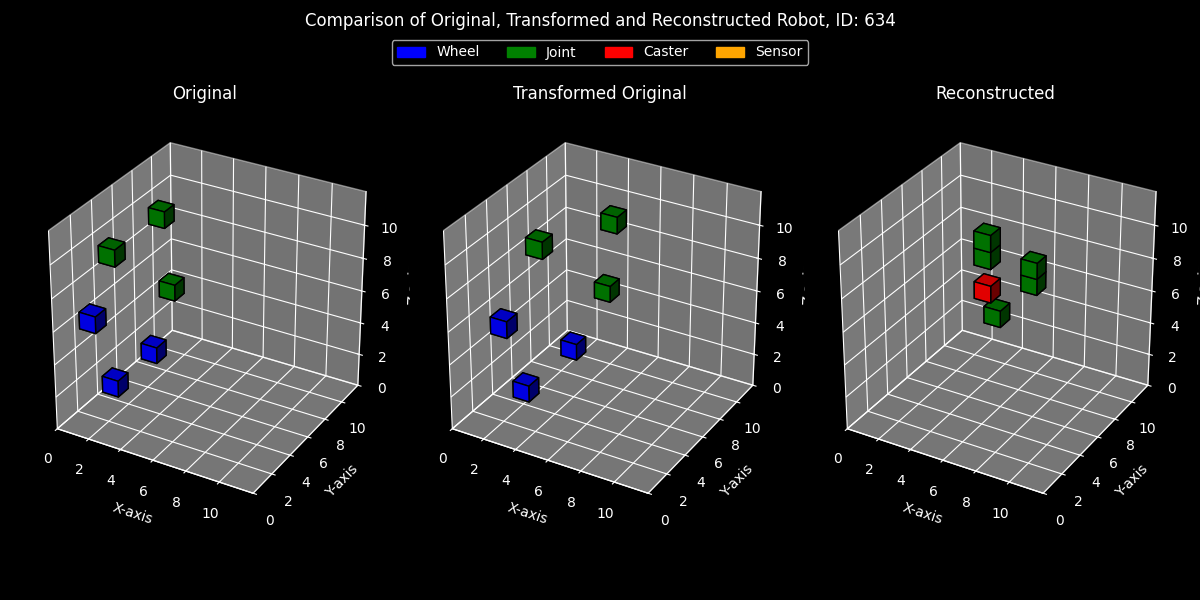 Comparison of Original, Transformed and Reconstructed Robot, ID: 634
Wheel Joint Caster Sensor
Original Transformed Original Reconstructed
10 10 10
8 8 8
6 6 6
4 4 4
2 2 2
0 0 0
10 10 10
8 8 8
0 6 0 6 0 6
2 4 2 4 2 4
4 2 4 2 4 2
6 0 6 0 6 0
8 8 8
10 10 10
X-axis Y-axis X-axis Y-axis X-axis Y-axis